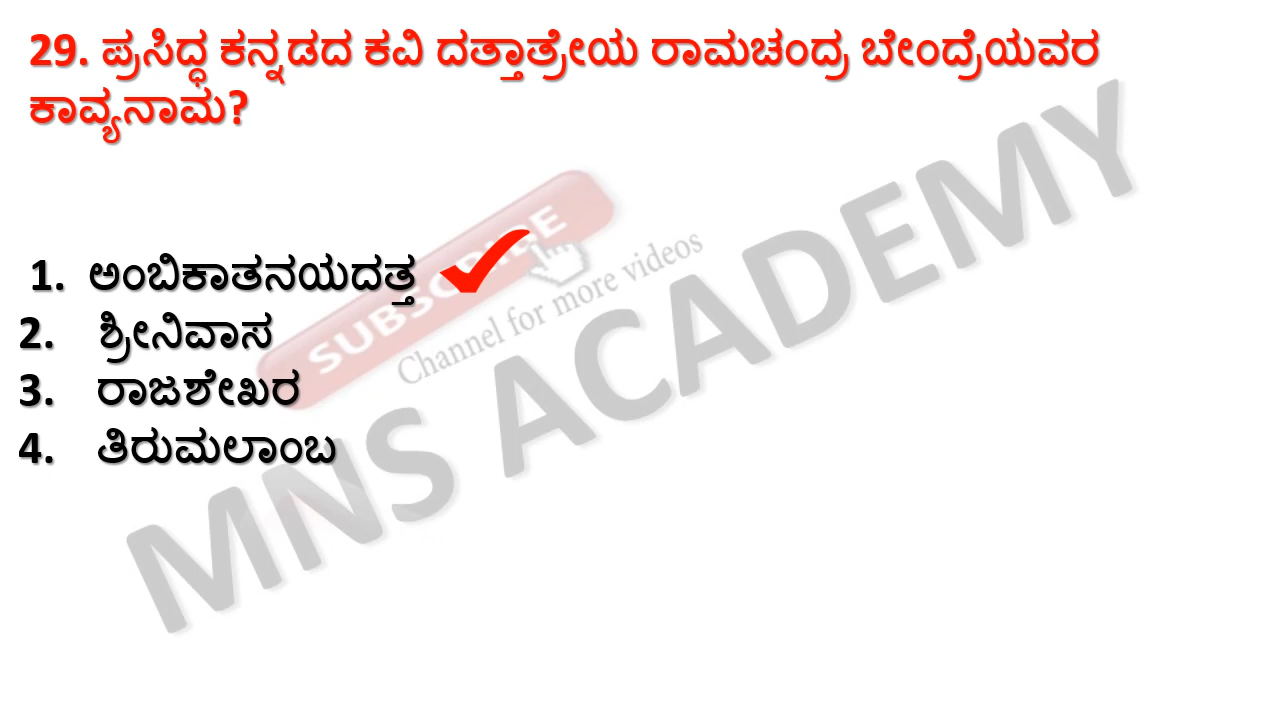 29. ಪ್ರಸಿದ್ಧ ಕನ್ನಡದ ಕವಿ ದತ್ತಾತ್ರೇಯ ರಾಮಚಂದ್ರ ಬೇಂದ್ರೆಯವರ
ಕಾವ್ಯನಾಮ?
1. ಅಂಬಿಕಾತನಯದತ್ತ
2. ಶ್ರೀನಿವಾಸ
3. ರಾಜಶೇಖರ
4. ತಿರುಮಲಾಂಬ
SUBSCRIBE
Channel for more videos
MNS ACADEMY